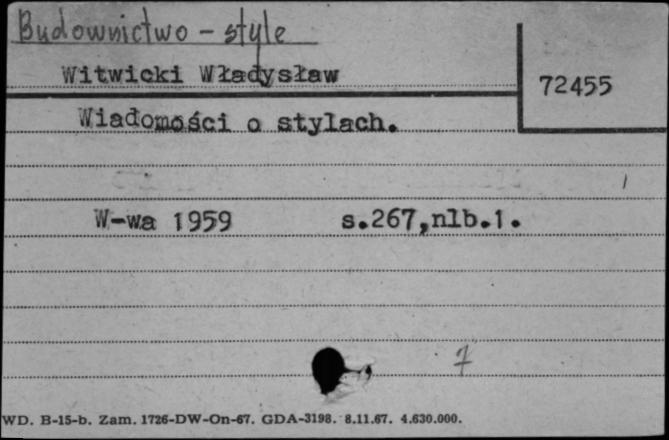 Budownictwo - style
Witwicki Władysław
72455
Wiadomości o stylach.
W-wa 1959 s.267,nlb.1.
7
WD. B-15-b. Zam. 1726-DW-On-67. GDA-3198. 8.11.67. 4.630.000.